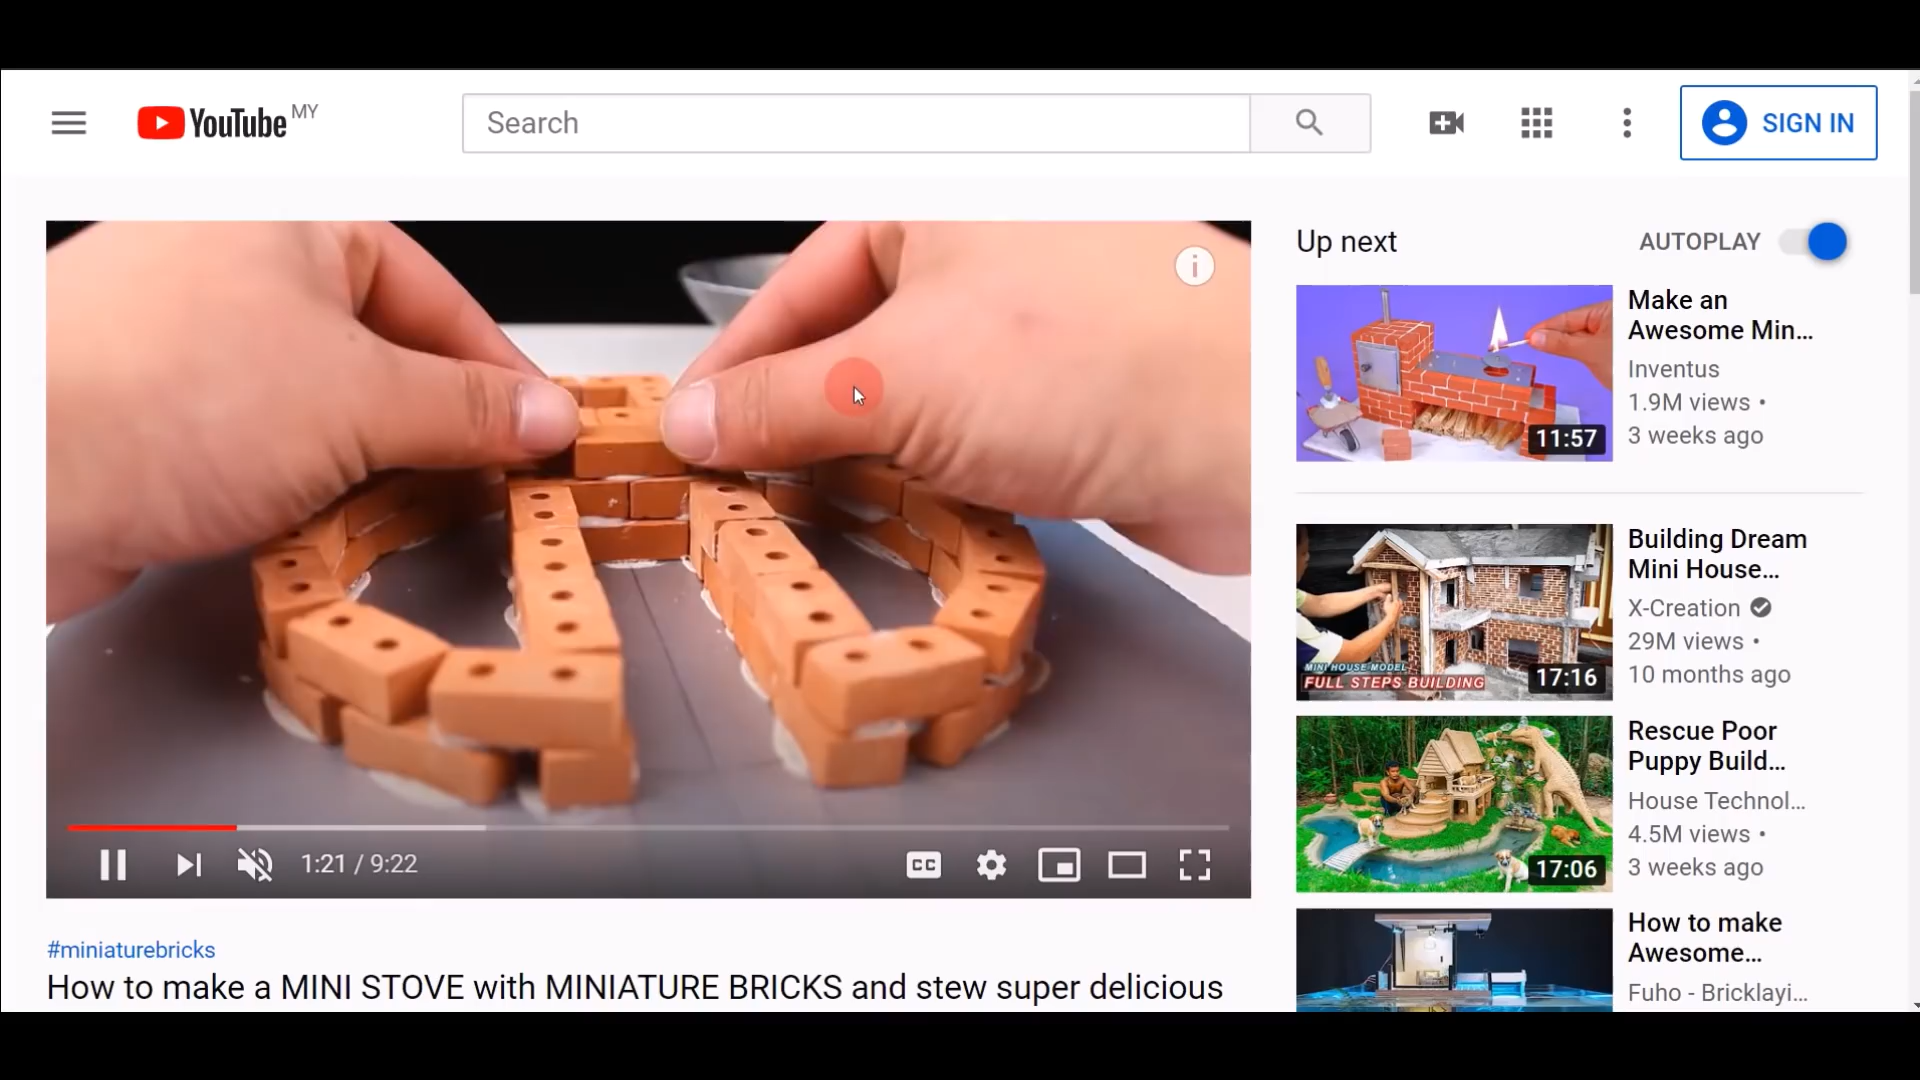 YouTube MY
Search
SIGN IN
Up next
AUTOPLAY
Make an
Awesome Min...
Inventus
1.9M views •
3 weeks ago
11:57
Building Dream
Mini House...
X-Creation
29M views •
10 months ago
MINI HOUSE MODEL
FULL STEPS BUILDING
17:16
Rescue Poor
Puppy Build...
House Technol...
4.5M views •
3 weeks ago
17:06
How to make
Awesome...
Fuho - Bricklayi...
1:21 / 9:22
CC
#miniaturebricks
How to make a MINI STOVE with MINIATURE BRICKS and stew super delicious